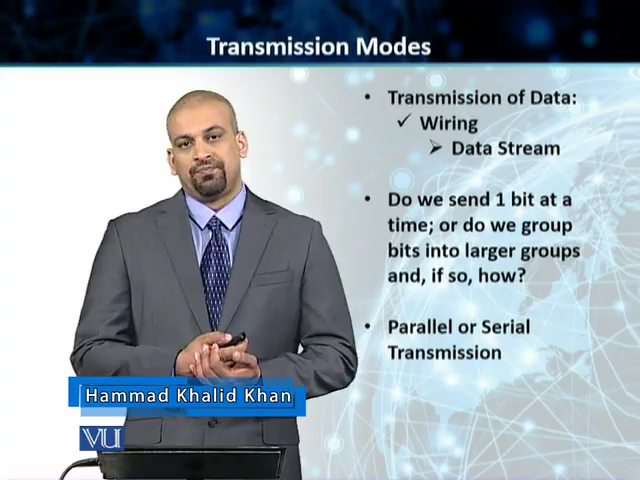 Transmission Modes
• Transmission of Data:
✓ Wiring
➢ Data Stream
• Do we send 1 bit at a
time; or do we group
bits into larger groups
and, if so, how?
• Parallel or Serial
Transmission
Hammad Khalid Khan
VU